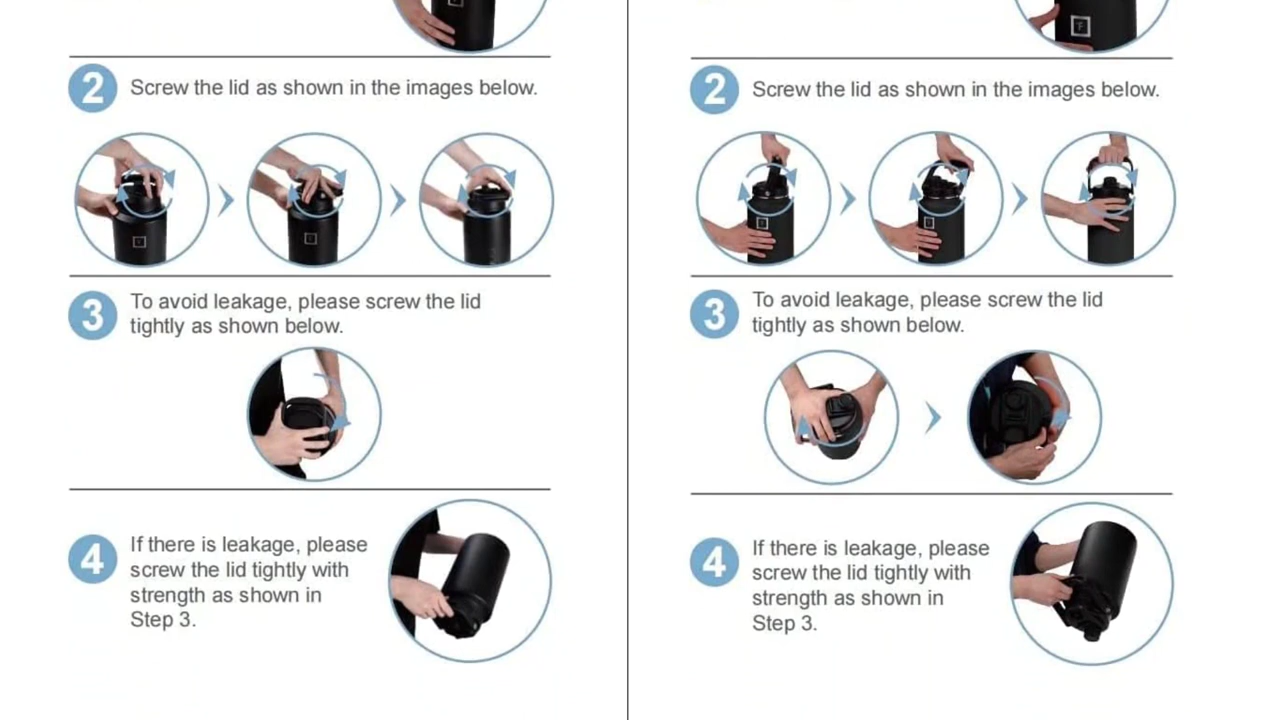 2
Screw the lid as shown in the images below.
3
To avoid leakage, please screw the lid
tightly as shown below.
4
If there is leakage, please
screw the lid tightly with
strength as shown in
Step 3.
2
Screw the lid as shown in the images below.
3
To avoid leakage, please screw the lid
tightly as shown below.
4
If there is leakage, please
screw the lid tightly with
strength as shown in
Step 3.